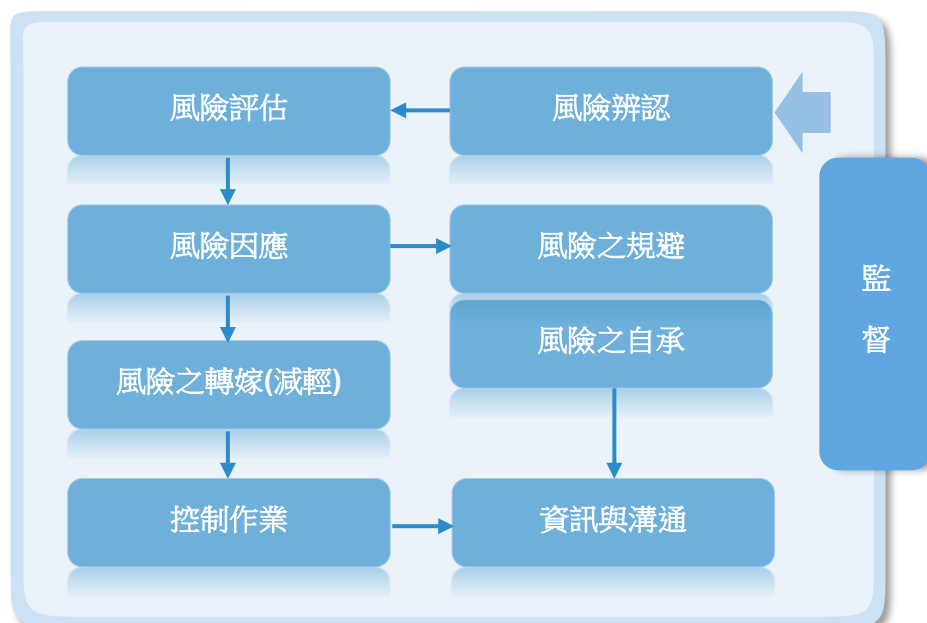 風險評估
風險辨認
風險因應
風險之規避
風險之自承
風險之轉嫁(減輕)
控制作業
資訊與溝通
監
督